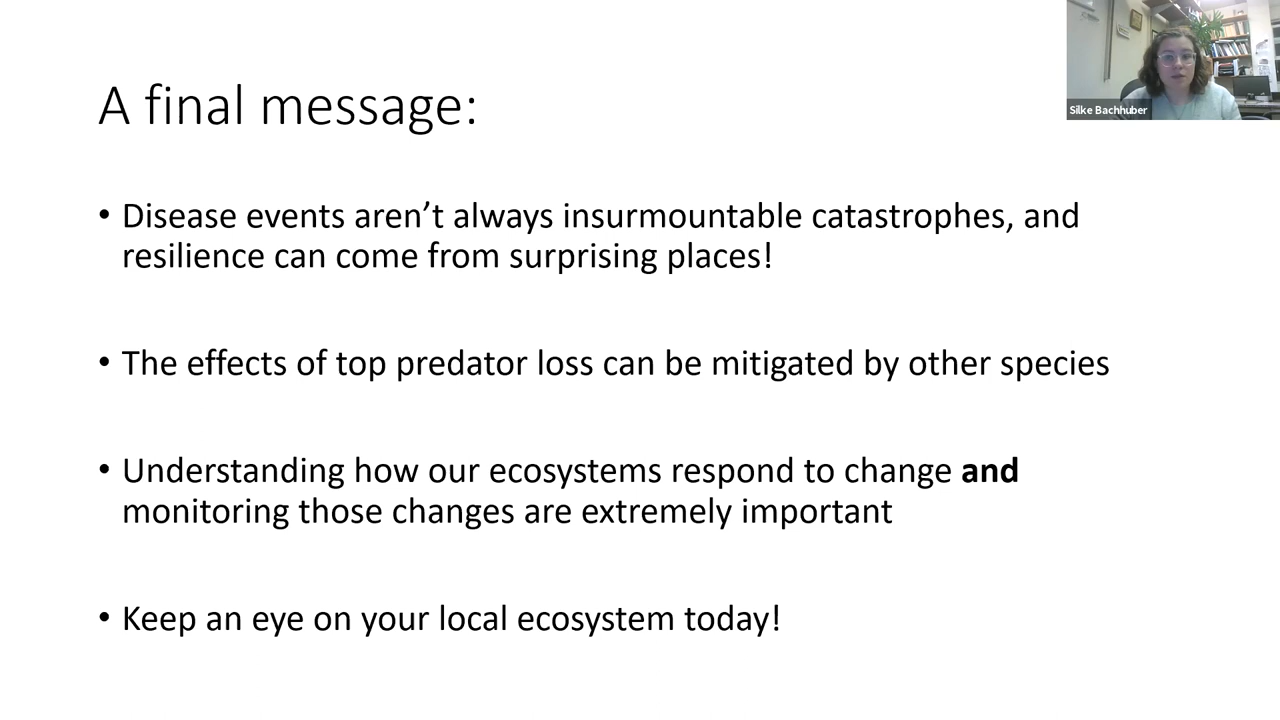 A final message:
Silke Bachhuber
• Disease events aren’t always insurmountable catastrophes, and
resilience can come from surprising places!
• The effects of top predator loss can be mitigated by other species
• Understanding how our ecosystems respond to change and
monitoring those changes are extremely important
• Keep an eye on your local ecosystem today!